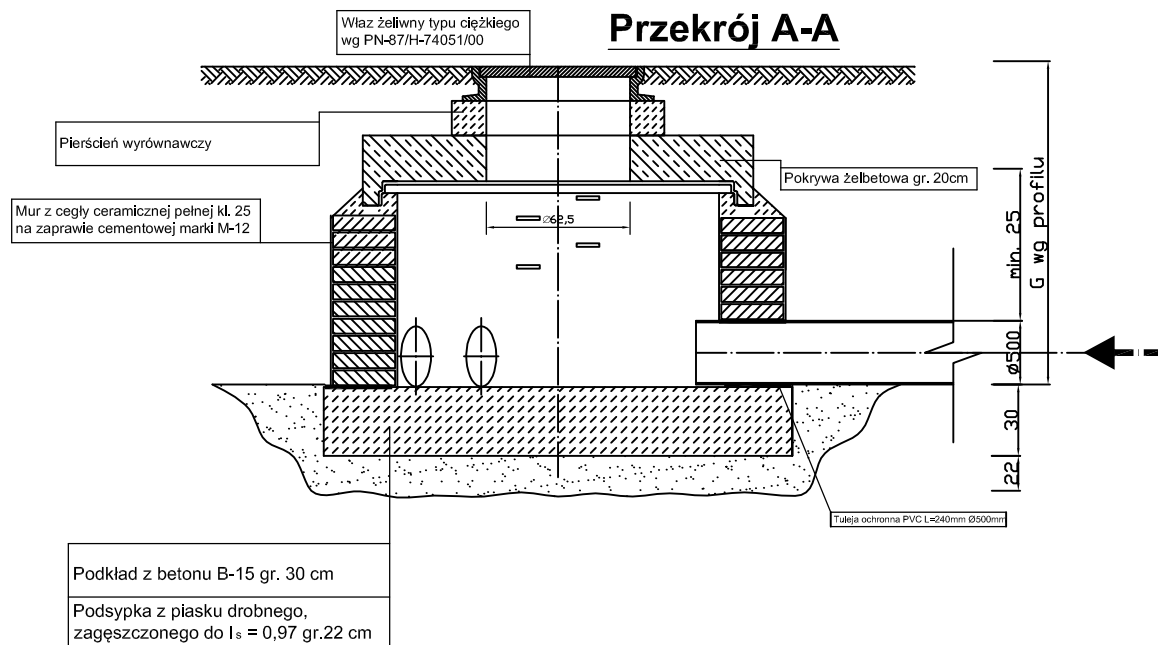 Właz żeliwny typu ciężkiego
wg PN-87/H-74051/00
Przekrój A-A
Pierścień wyrównawczy
Pokrywa żelbetowa gr. 20cm
Mur z cegły ceramicznej pełnej kl. 25
na zaprawie cementowej marki M-12
Ø62,5
min. 25
G wg profilu
ø500
30
22
Tuleja ochronna PVC L=240mm Ø500mm
Podkład z betonu B-15 gr. 30 cm
Podsypka z piasku drobnego,
zagęszczonego do Is = 0,97 gr.22 cm